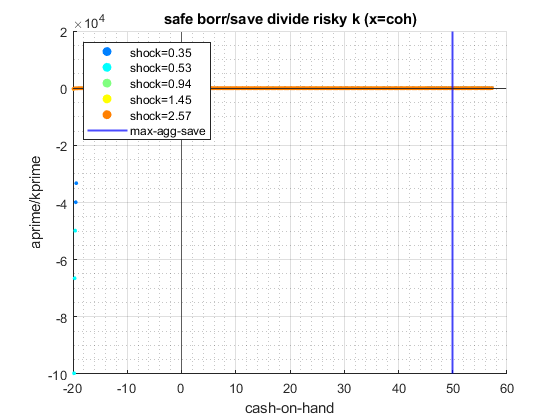 safe borr/save divide risky k (x=coh)
×10^4
2
0
-2
-4
-6
-8
-10
aprime/kprime
shock=0.35
shock=0.53
shock=0.94
shock=1.45
shock=2.57
max-agg-save
-20
-10
0
10
20
30
40
50
60
cash-on-hand